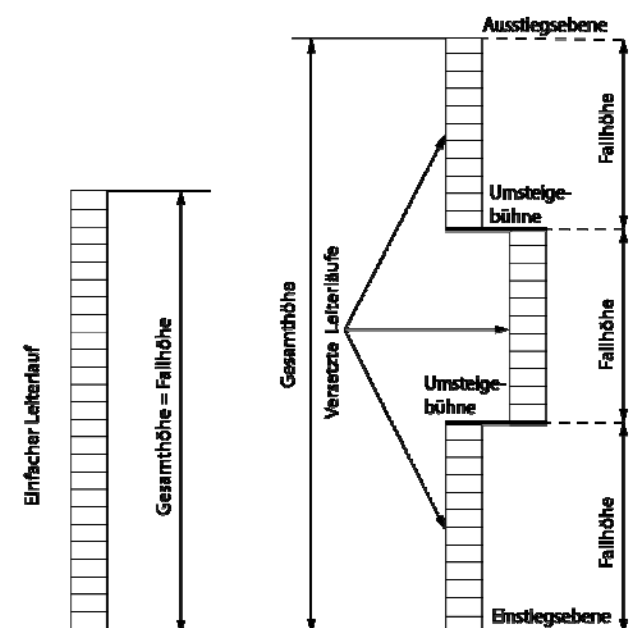 Einfacher Leiterlauf
Gesamthöhe = Fallhöhe
Gesamthöhe
Versetzte Leiterläufe
Ausstiegsebene
Fallhöhe
Umsteige-
bühne
Fallhöhe
Umsteige-
bühne
Fallhöhe
Einstiegsebene